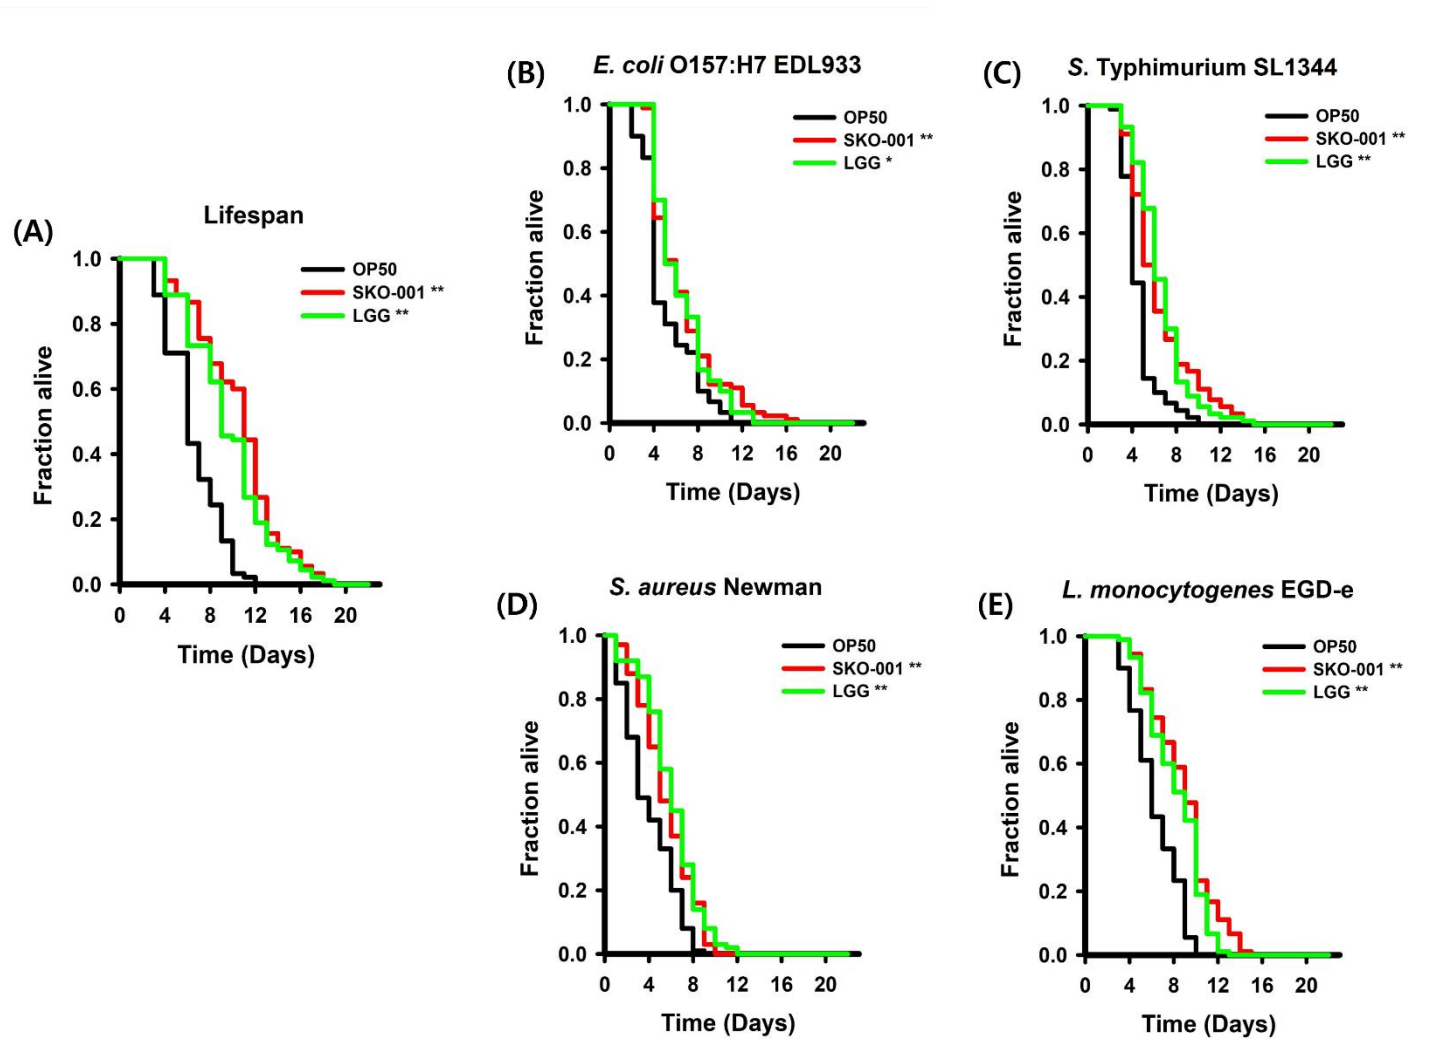 (A)
Lifespan
OP50
SKO-001 **
LGG **
Fraction alive
1.0
0.8
0.6
0.4
0.2
0.0
0 4 8 12 16 20
Time (Days)
(B)
E. coli O157:H7 EDL933
OP50
SKO-001 **
LGG *
Fraction alive
1.0
0.8
0.6
0.4
0.2
0.0
0 4 8 12 16 20
Time (Days)
(C)
S. Typhimurium SL1344
OP50
SKO-001 **
LGG **
Fraction alive
1.0
0.8
0.6
0.4
0.2
0.0
0 4 8 12 16 20
Time (Days)
(D)
S. aureus Newman
OP50
SKO-001 **
LGG **
Fraction alive
1.0
0.8
0.6
0.4
0.2
0.0
0 4 8 12 16 20
Time (Days)
(E)
L. monocytogenes EGD-e
OP50
SKO-001 **
LGG **
Fraction alive
1.0
0.8
0.6
0.4
0.2
0.0
0 4 8 12 16 20
Time (Days)